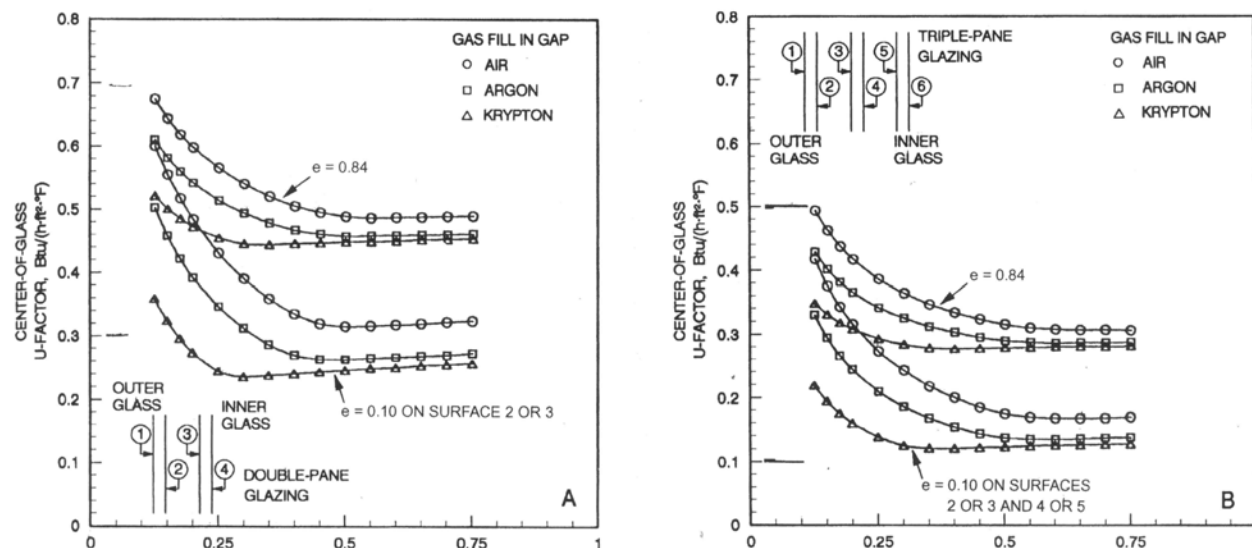 0.8
0.7
0.6
0.5
0.4
0.3
0.2
0.1
0
CENTER-OF-GLASS
U-FACTOR, Btu/(h·ft²·°F)
GAS FILL IN GAP
AIR
ARGON
KRYPTON
e = 0.84
e = 0.10 ON SURFACE 2 OR 3
OUTER
GLASS
INNER
GLASS
1
3
2
4
DOUBLE-PANE
GLAZING
A
0
0.25
0.50
0.75
1
0.8
0.7
0.6
0.5
0.4
0.3
0.2
0.1
0
CENTER-OF-GLASS
U-FACTOR, Btu/(h·ft²·°F)
1
3
5
TRIPLE-PANE
GLAZING
2
4
6
OUTER
GLASS
INNER
GLASS
GAS FILL IN GAP
AIR
ARGON
KRYPTON
e = 0.84
e = 0.10 ON SURFACES
2 OR 3 AND 4 OR 5
B
0
0.25
0.50
0.75